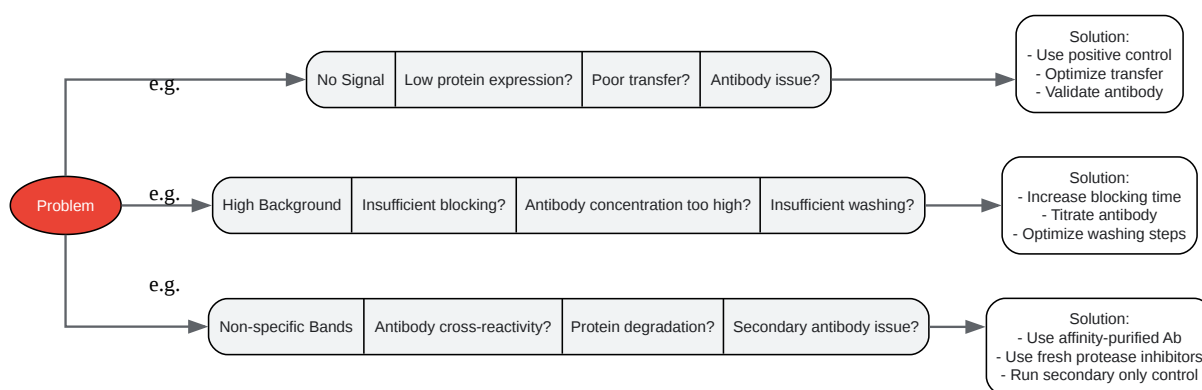 Problem
e.g.
No Signal
Low protein expression?
Poor transfer?
Antibody issue?
Solution:
- Use positive control
- Optimize transfer
- Validate antibody
e.g.
High Background
Insufficient blocking?
Antibody concentration too high?
Insufficient washing?
Solution:
- Increase blocking time
- Titrate antibody
- Optimize washing steps
e.g.
Non-specific Bands
Antibody cross-reactivity?
Protein degradation?
Secondary antibody issue?
Solution:
- Use affinity-purified Ab
- Use fresh protease inhibitors
- Run secondary only control